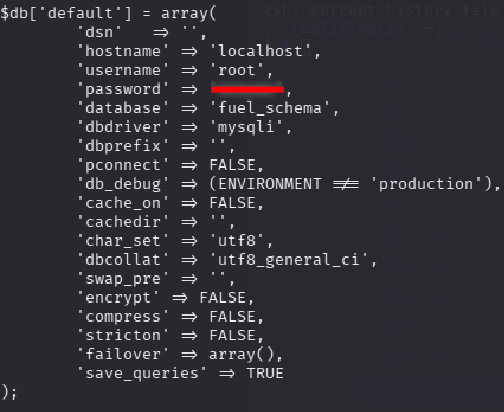 $db['default'] = array(
'dsn' => '',
'hostname' => 'localhost',
'username' => 'root',
'password' => ' ',
'database' => 'fuel_schema',
'dbdriver' => 'mysqli',
'dbprefix' => '',
'pconnect' => FALSE,
'db_debug' => (ENVIRONMENT !== 'production'),
'cache_on' => FALSE,
'cachedir' => '',
'char_set' => 'utf8',
'dbcollat' => 'utf8_general_ci',
'swap_pre' => '',
'encrypt' => FALSE,
'compress' => FALSE,
'stricton' => FALSE,
'failover' => array(),
'save_queries' => TRUE
);
zsh: corrupt history file